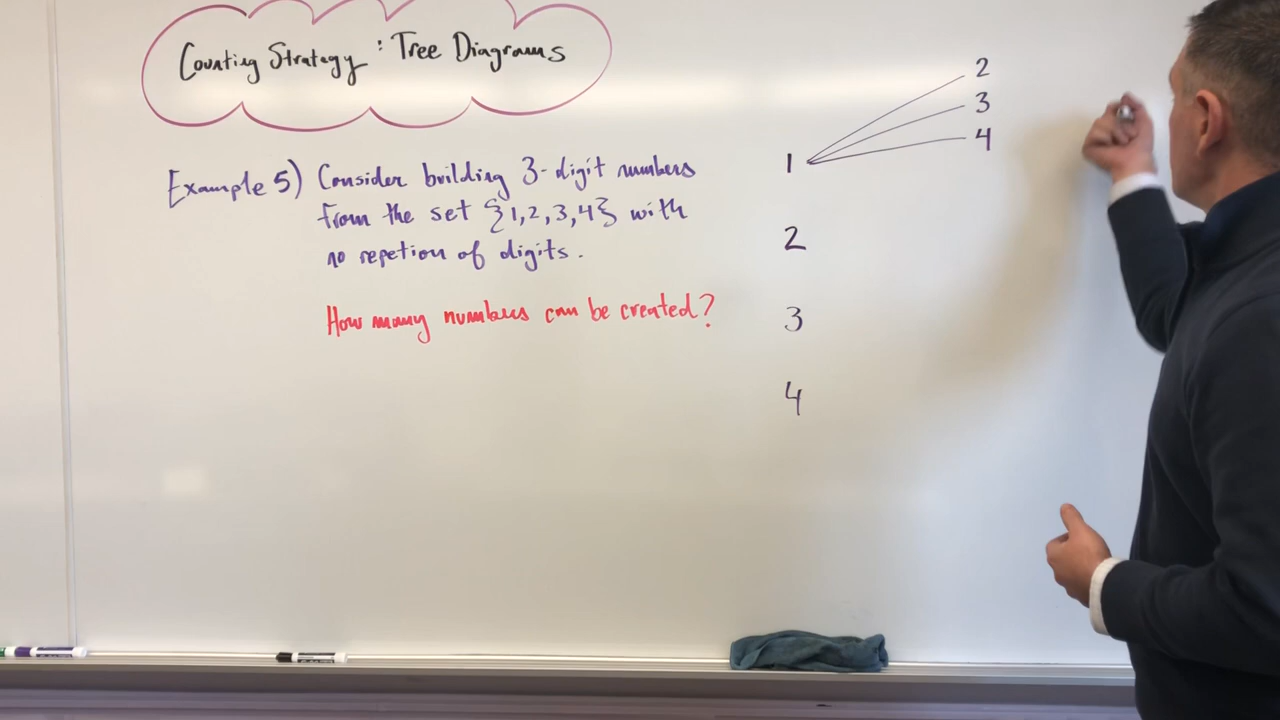 Counting Strategy : Tree Diagrams
Example 5) Consider building 3-digit numbers
from the set {1,2,3,4} with
no repetion of digits.
How many numbers can be created?
2
3
4
1
2
3
4